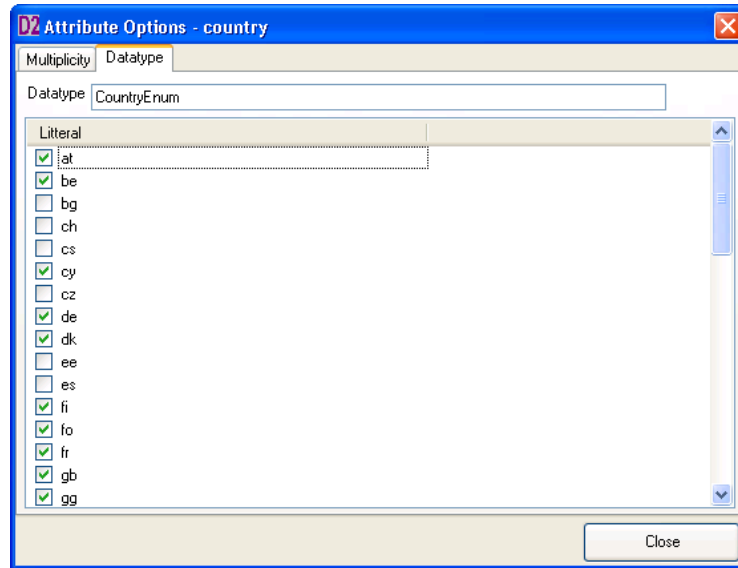 D2 Attribute Options - country
Multiplicity Datatype
Datatype CountryEnum
Litteral
at
be
bg
ch
cs
cy
cz
de
dk
ee
es
fi
fo
fr
gb
gg
Close